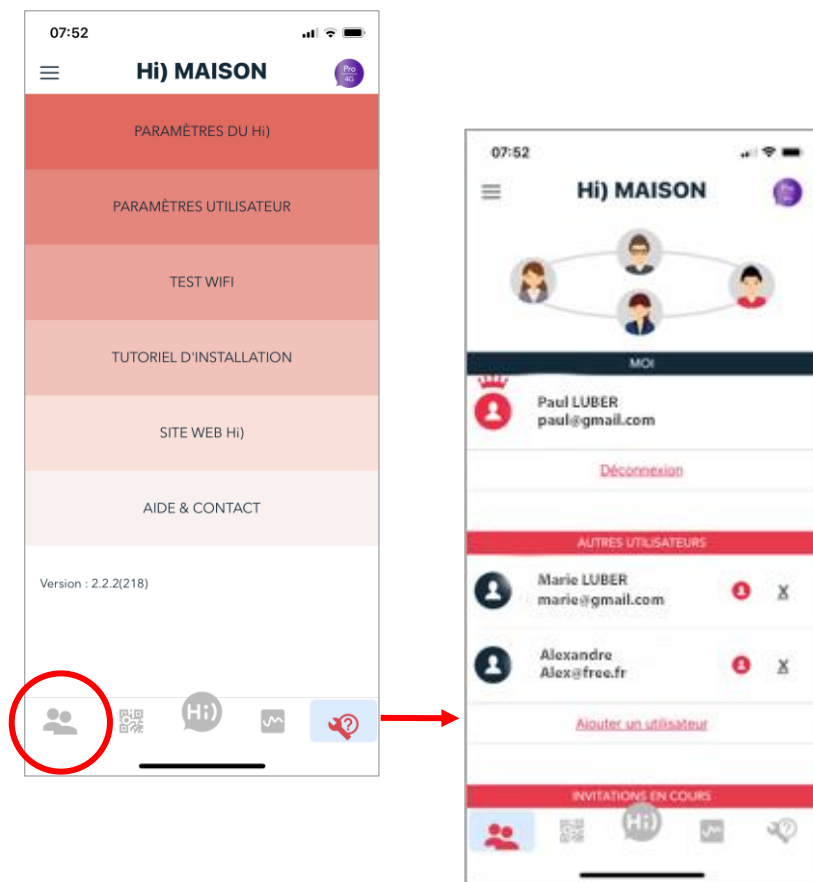 07:52
Hi) MAISON
Pro
4G
PARAMÈTRES DU Hi)
PARAMÈTRES UTILISATEUR
TEST WIFI
TUTORIEL D'INSTALLATION
SITE WEB Hi)
AIDE & CONTACT
Version : 2.2.2(218)
Hi)
07:52
Hi) MAISON
MOI
Paul LUBER
paul@gmail.com
Déconnexion
AUTRES UTILISATEURS
Marie LUBER
marie@gmail.com
Alexandre
Alex@free.fr
Ajouter un utilisateur
INVITATIONS EN COURS
Hi)